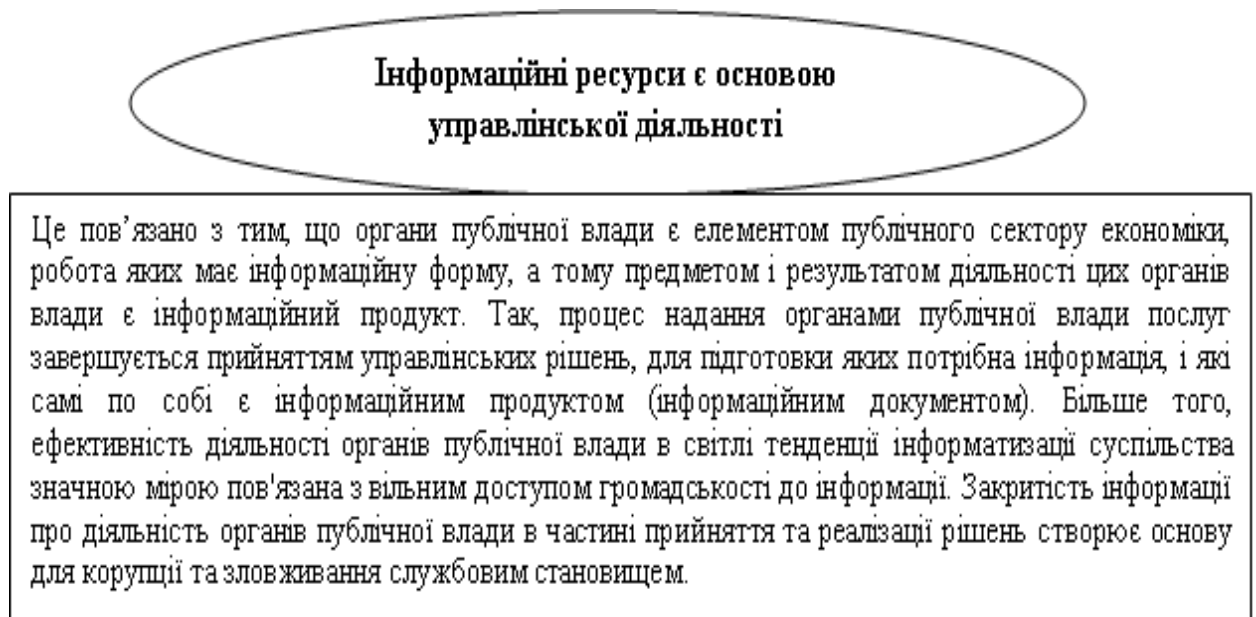 Інформаційні ресурси є основою
управлінської діяльності
Це пов’язано з тим, що органи публічної влади є елементом публічного сектору економіки,
робота яких має інформаційну форму, а тому предметом і результатом діяльності цих органів
влади є інформаційний продукт. Так, процес надання органами публічної влади послуг
завершується прийняттям управлінських рішень, для підготовки яких потрібна інформація, і які
самі по собі є інформаційним продуктом (інформаційним документом). Більше того,
ефективність діяльності органів публічної влади в світлі тенденції інформатизації суспільства
значною мірою пов'язана з вільним доступом громадськості до інформації. Закритість інформації
про діяльність органів публічної влади в частині прийняття та реалізації рішень створює основу
для корупції та зловживання службовим становищем.